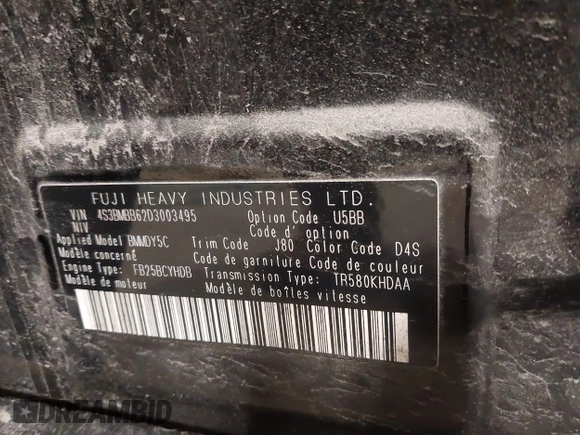 FUJI HEAVY INDUSTRIES LTD.
VIN 4S3BMBB62D3003495 Option Code : U5BB
NIV Code d' option
Applied Model BMMDY5C Trim Code J80 Color Code D4S
Modèle concerné Code de garniture Code de couleur
Engine Type: FB25BCYHDB Transmission Type: TR580KHDAA
Modèle de moteur Modèle de boîtes vitesse
DREAMBID